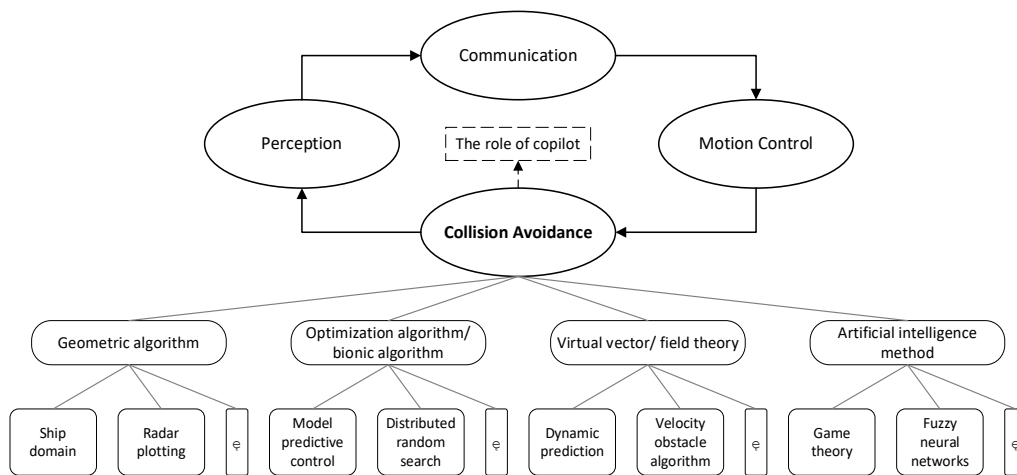 Communication
Perception
The role of copilot
Motion Control
Collision Avoidance
Geometric algorithm
Optimization algorithm/
bionic algorithm
Virtual vector/ field theory
Artificial intelligence
method
Ship
domain
Radar
plotting
Model
predictive
control
Distributed
random
search
Dynamic
prediction
Velocity
obstacle
algorithm
Game
theory
Fuzzy
neural
networks